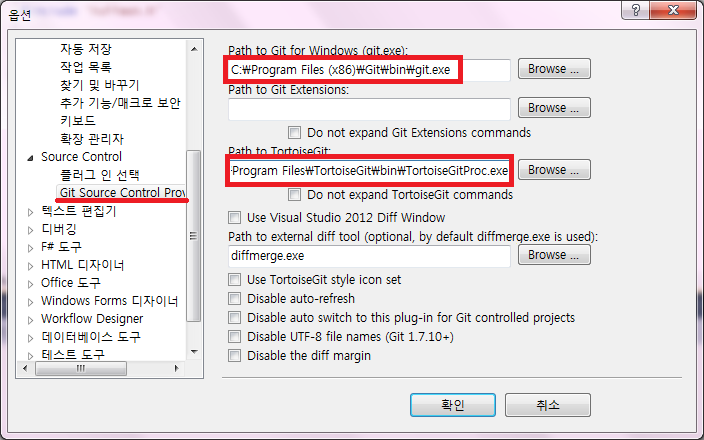 옵션
자동 저장
작업 목록
찾기 및 바꾸기
추가 기능/매크로 보안
키보드
확장 관리자
Source Control
플러그 인 선택
Git Source Control Prov
텍스트 편집기
디버깅
F# 도구
HTML 디자이너
Office 도구
Windows Forms 디자이너
Workflow Designer
데이터베이스 도구
테스트 도구
Path to Git for Windows (git.exe):
C:₩Program Files (x86)₩Git₩bin₩git.exe
Browse ...
Path to Git Extensions:
Browse ...
Do not expand Git Extensions commands
Path to TortoiseGit:
Program Files₩TortoiseGit₩bin₩TortoiseGitProc.exe
Browse ...
Do not expand TortoiseGit commands
Use Visual Studio 2012 Diff Window
Path to external diff tool (optional, by default diffmerge.exe is used):
diffmerge.exe
Browse ...
Use TortoiseGit style icon set
Disable auto-refresh
Disable auto switch to this plug-in for Git controlled projects
Disable UTF-8 file names (Git 1.7.10+)
Disable the diff margin
확인
취소